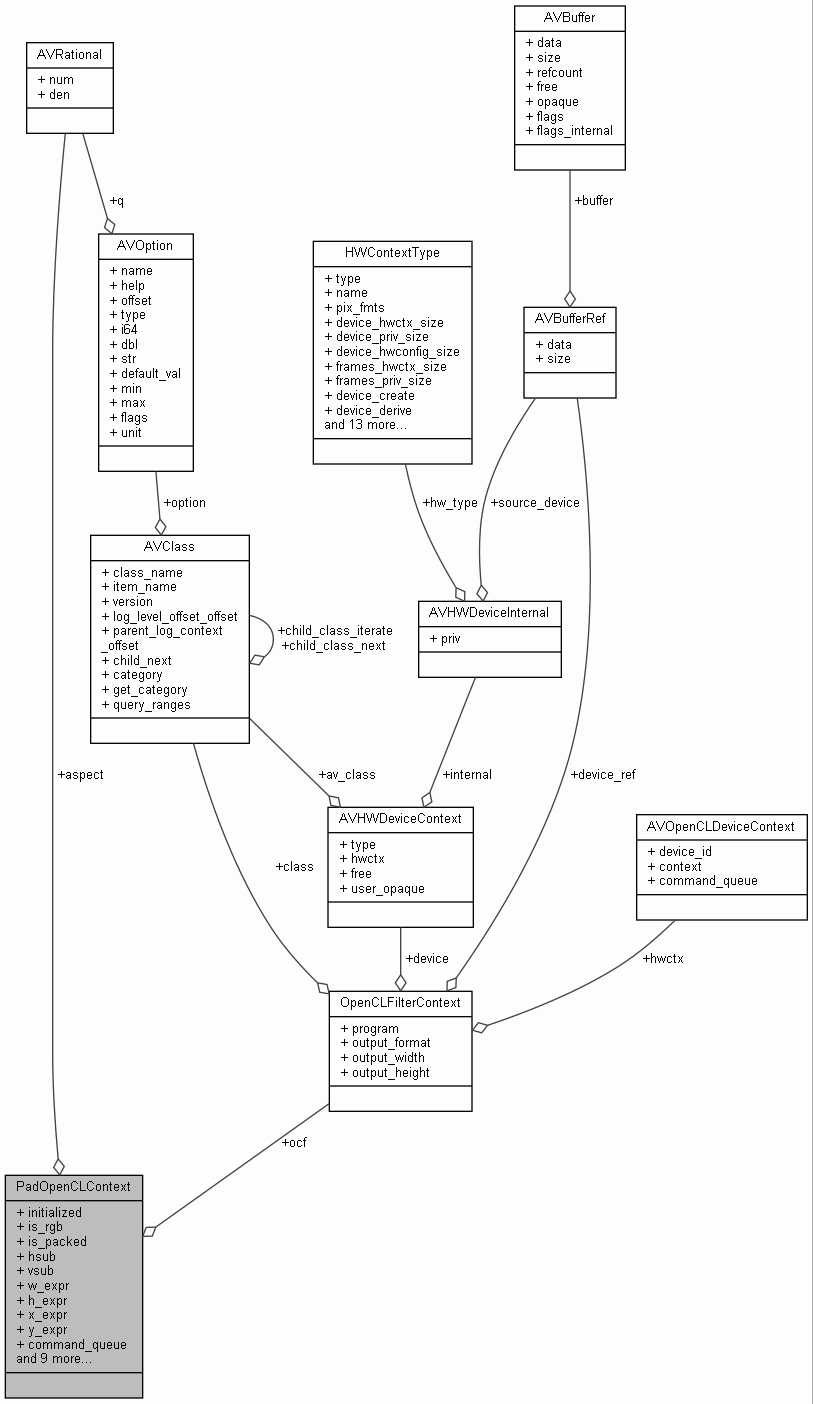 AVBuffer
+ data
+ size
+ refcount
+ free
+ opaque
+ flags
+ flags_internal
AVRational
+ num
+ den
+q
+buffer
AVOption
+ name
+ help
+ offset
+ type
+ i64
+ dbl
+ str
+ default_val
+ min
+ max
+ flags
+ unit
HWContextType
+ type
+ name
+ pix_fmts
+ device_hwctx_size
+ device_priv_size
+ device_hwconfig_size
+ frames_hwctx_size
+ frames_priv_size
+ device_create
+ device_derive
and 13 more...
AVBufferRef
+ data
+ size
+option
+hw_type
+source_device
AVClass
+ class_name
+ item_name
+ version
+ log_level_offset_offset
+ parent_log_context
_offset
+ child_next
+ category
+ get_category
+ query_ranges
+child_class_iterate
+child_class_next
AVHWDeviceInternal
+ priv
+aspect
+av_class
+internal
+device_ref
AVHWDeviceContext
+ type
+ hwctx
+ free
+ user_opaque
AVOpenCLDeviceContext
+ device_id
+ context
+ command_queue
+class
+device
+hwctx
OpenCLFilterContext
+ program
+ output_format
+ output_width
+ output_height
+ocf
PadOpenCLContext
+ initialized
+ is_rgb
+ is_packed
+ hsub
+ vsub
+ w_expr
+ h_expr
+ x_expr
+ y_expr
+ command_queue
and 9 more...